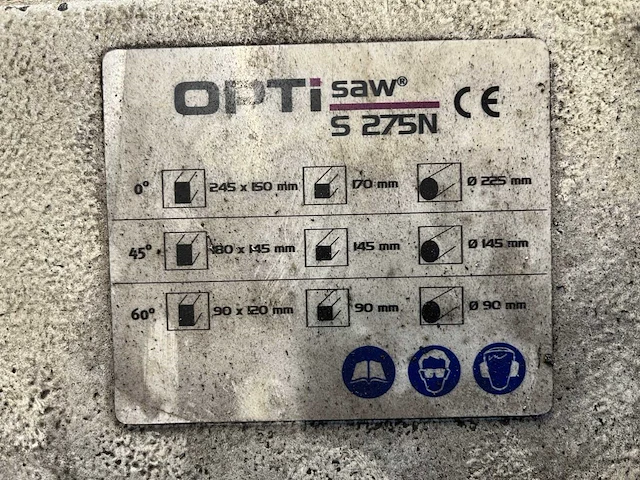 OPTi saw®
S 275N
CE
0° 245 x 150 mm 170 mm Ø 225 mm
45° 180 x 145 mm 145 mm Ø 145 mm
60° 90 x 120 mm 90 mm Ø 90 mm